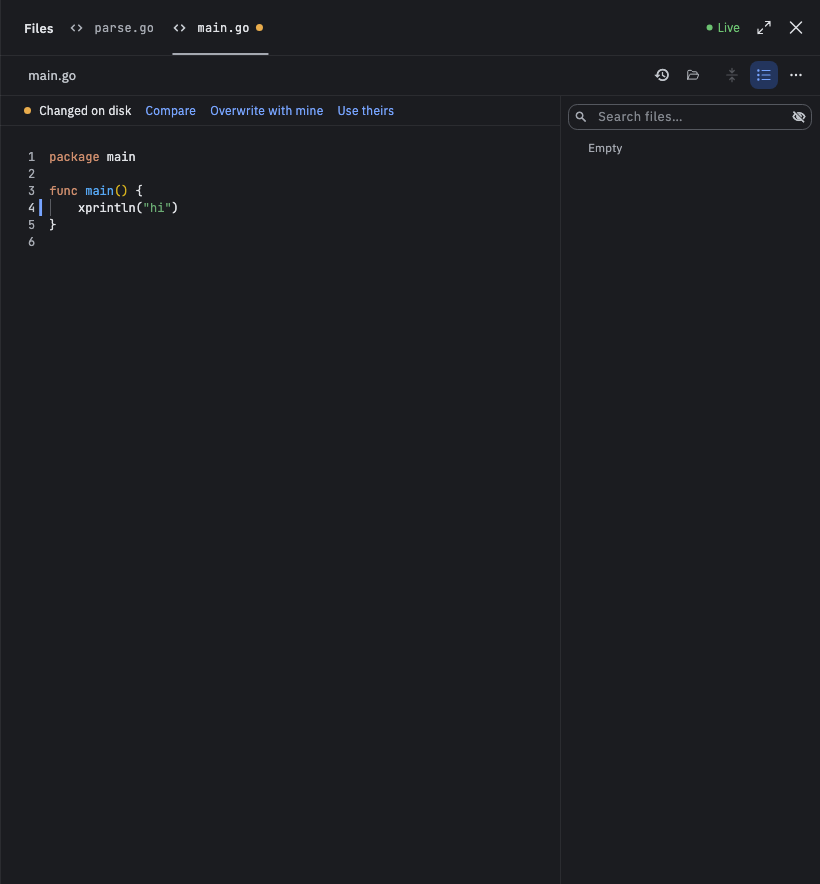 Files <> parse.go <> main.go Live
main.go
Changed on disk Compare Overwrite with mine Use theirs
Search files...
Empty
1 package main
2
3 func main() {
4     xprintln("hi")
5 }
6